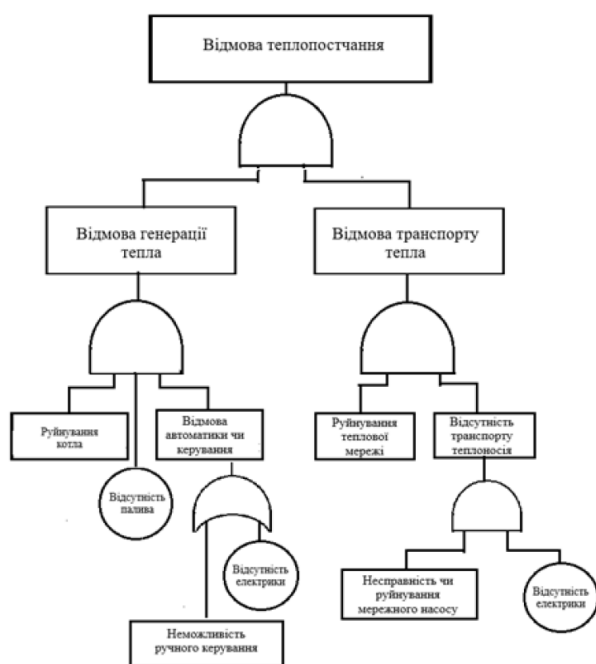 Відмова теплопостчання
Відмова генерації
тепла
Відмова транспорту
тепла
Руйнування
котла
Відмова
автоматики чи
керування
Руйнування
теплової
мережі
Відсутність
транспорту
теплоносія
Відсутність
палива
Відсутність
електрики
Несправність чи
руйнування
мережного насосу
Відсутність
електрики
Неможливість
ручного керування